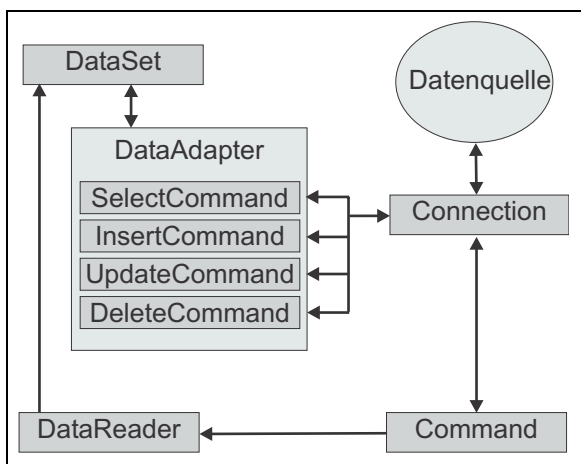 DataSet
Datenquelle
DataAdapter
SelectCommand
InsertCommand
UpdateCommand
DeleteCommand
Connection
DataReader
Command